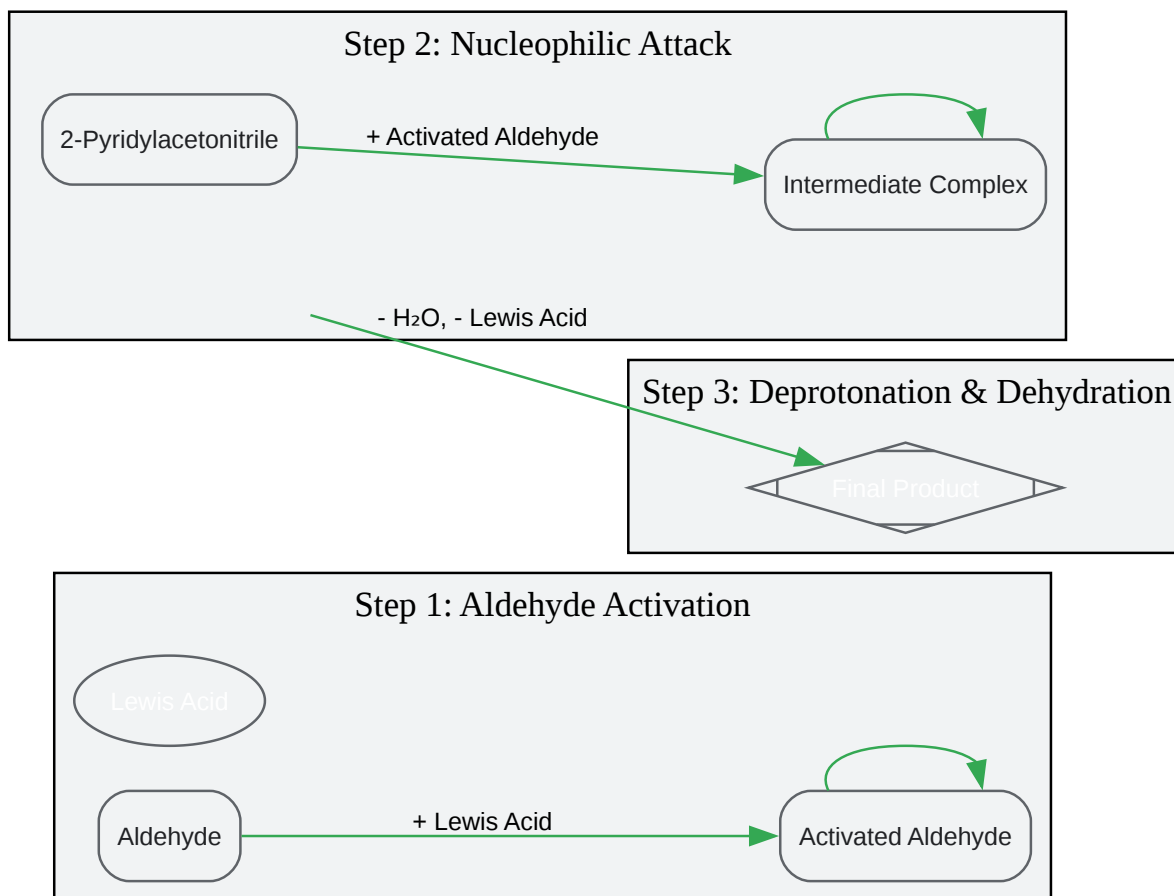 Step 2: Nucleophilic Attack
2-Pyridylacetonitrile
+ Activated Aldehyde
Intermediate Complex
- H₂O, - Lewis Acid
Step 3: Deprotonation & Dehydration
Final Product
Step 1: Aldehyde Activation
Lewis Acid
Aldehyde
+ Lewis Acid
Activated Aldehyde